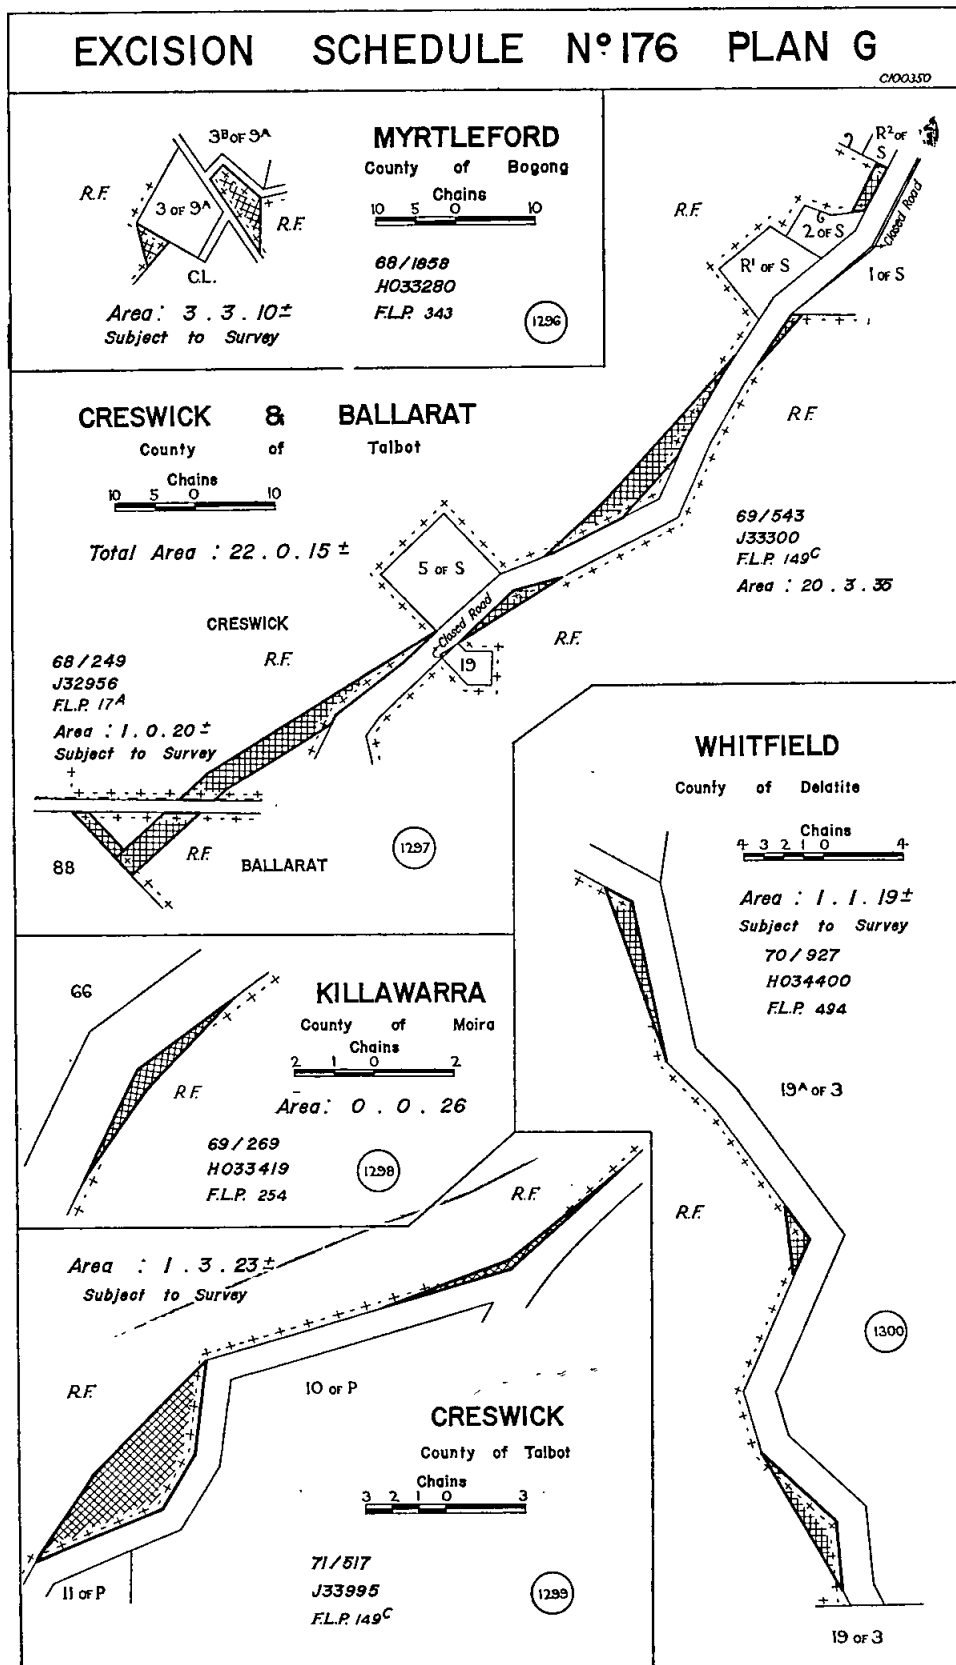 EXCISION SCHEDULE Nº 176 PLAN G
C/100350
MYRTLEFORD
County of Bogong
Chains
10 5 0 10
68/1858
H033280
F.L.P. 343
1296
3B OF 9A
R.F.
3 OF 9A
R.F.
C.L.
Area: 3 . 3 . 10±
Subject to Survey
CRESWICK & BALLARAT
County of Talbot
Chains
10 5 0 10
Total Area : 22 . 0 . 15 ±
R2 OF S
Closed Road
R.F.
G
2 OF S
R1 OF S
1 OF S
R.F.
69/543
J33300
F.L.P. 149C
Area : 20 . 3 . 35
5 OF S
Closed Road
R.F.
19
CRESWICK
R.F.
68/249
J32956
F.L.P. 17A
Area : 1 . 0 . 20 ±
Subject to Survey
88
R.F.
BALLARAT
1297
WHITFIELD
County of Delatite
Chains
4 3 2 1 0 4
Area : 1 . 1 . 19±
Subject to Survey
70/927
H034400
F.L.P. 494
19A OF 3
R.F.
1300
19 OF 3
66
KILLAWARRA
County of Moira
Chains
2 1 0 2
R.F.
Area: 0 . 0 . 26
69/269
H033419
F.L.P. 254
1298
R.F.
Area : 1 . 3 . 23±
Subject to Survey
R.F.
10 OF P
CRESWICK
County of Talbot
Chains
3 2 1 0 3
71/517
J33995
F.L.P. 149C
1299
11 OF P